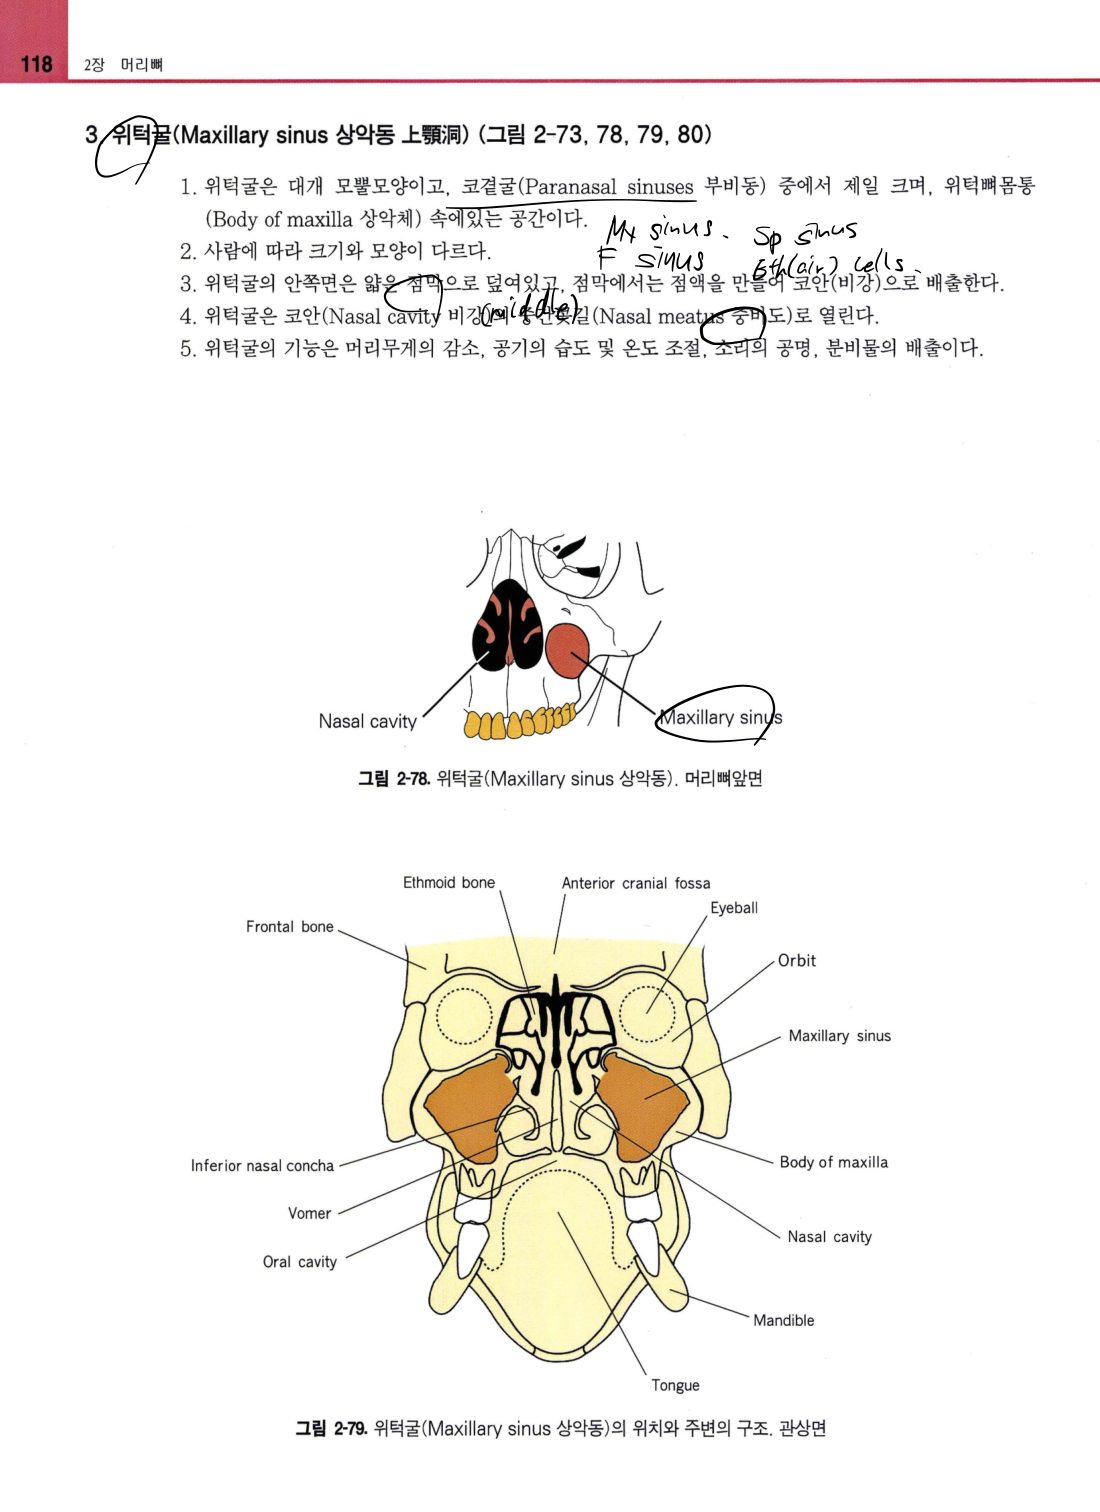 118 2장 머리뼈
3. 위턱굴(Maxillary sinus 상악동 上顎洞) (그림 2-73, 78, 79, 80)
1. 위턱굴은 대개 모뿔모양이고, 코곁굴(Paranasal sinuses 부비동) 중에서 제일 크며, 위턱뼈몸통
(Body of maxilla 상악체) 속에있는 공간이다.
Mx sinus. Sp sinus
2. 사람에 따라 크기와 모양이 다르다.
F sinus Eth(air) cells.
3. 위턱굴의 안쪽면은 얇은 점막으로 덮여있고, 점막에서는 점액을 만들어 코안(비강)으로 배출한다.
(middle)
4. 위턱굴은 코안(Nasal cavity 비강)의 중간콧길(Nasal meatus 중비도)로 열린다.
5. 위턱굴의 기능은 머리무게의 감소, 공기의 습도 및 온도 조절, 소리의 공명, 분비물의 배출이다.
Nasal cavity
Maxillary sinus
그림 2-78. 위턱굴(Maxillary sinus 상악동). 머리뼈앞면
Ethmoid bone
Anterior cranial fossa
Eyeball
Frontal bone
Orbit
Maxillary sinus
Inferior nasal concha
Body of maxilla
Vomer
Nasal cavity
Oral cavity
Mandible
Tongue
그림 2-79. 위턱굴(Maxillary sinus 상악동)의 위치와 주변의 구조. 관상면